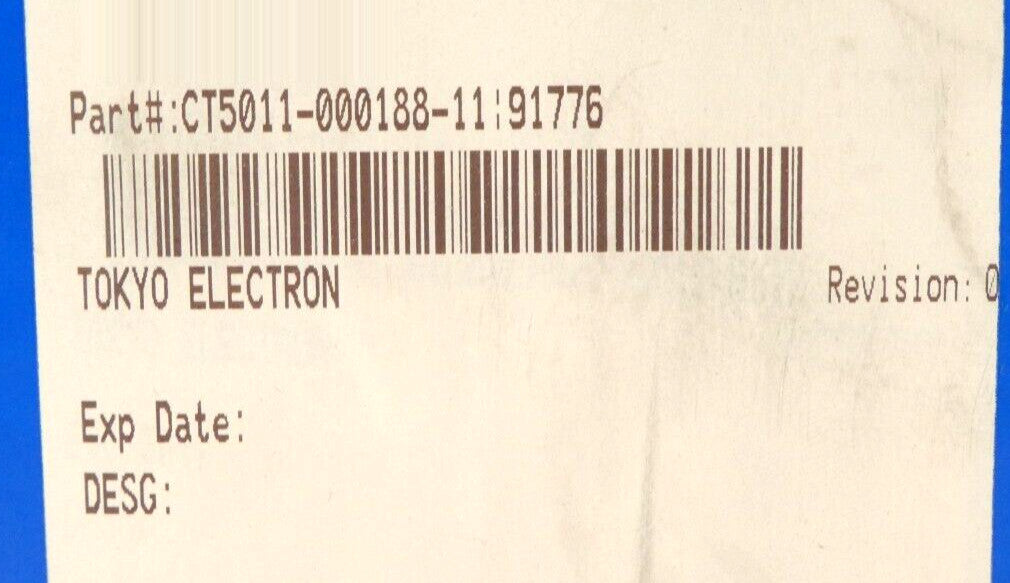 Part#:CT5011-000188-11¦91776
TOKYO ELECTRON
Revision: 0
Exp Date:
DESG: